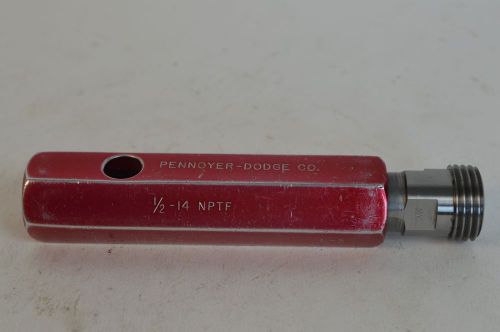 PENNOYER-DODGE CO.
1/2 -14 NPTF